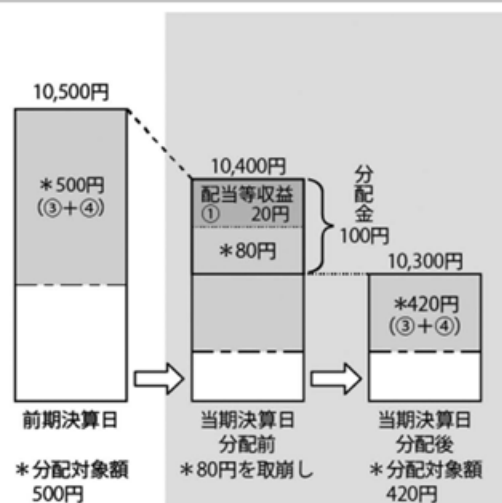 10,500円
*500円
(③+④)
10,400円
配当等収益
① 20円
*80円
分配金
100円
10,300円
*420円
(③+④)
前期決算日
当期決算日
分配前
当期決算日
分配後
*分配対象額
500円
*80円を取崩し
*分配対象額
420円